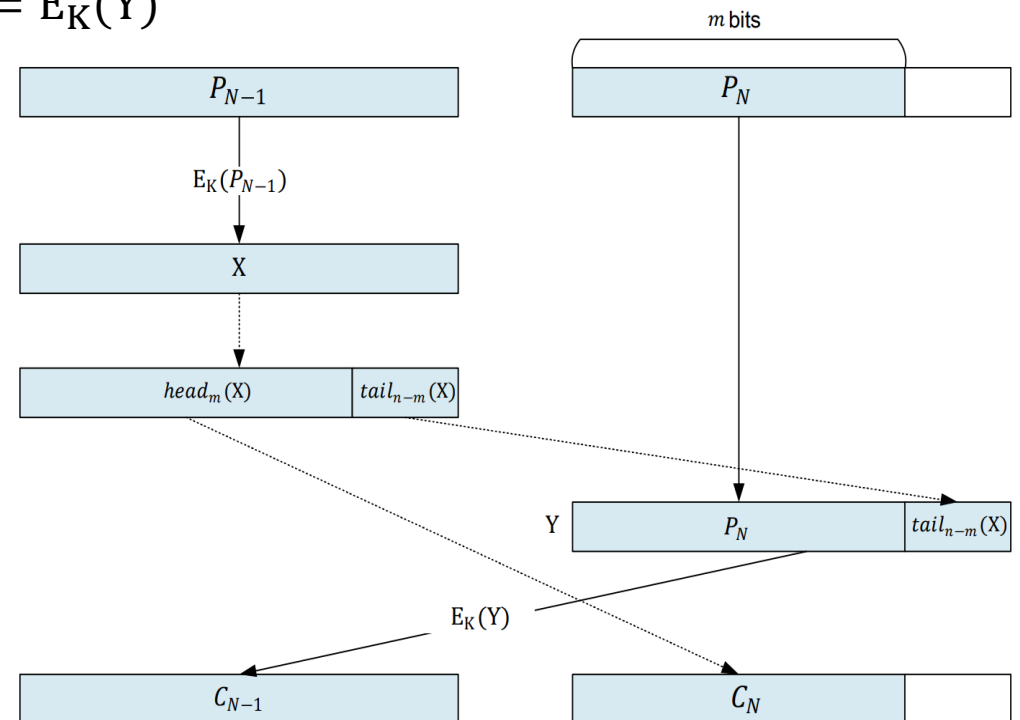 = E_K(Y)
m bits
P_{N-1}
P_N
E_K(P_{N-1})
X
head_m(X)
tail_{n-m}(X)
Y
P_N
tail_{n-m}(X)
E_K(Y)
C_{N-1}
C_N